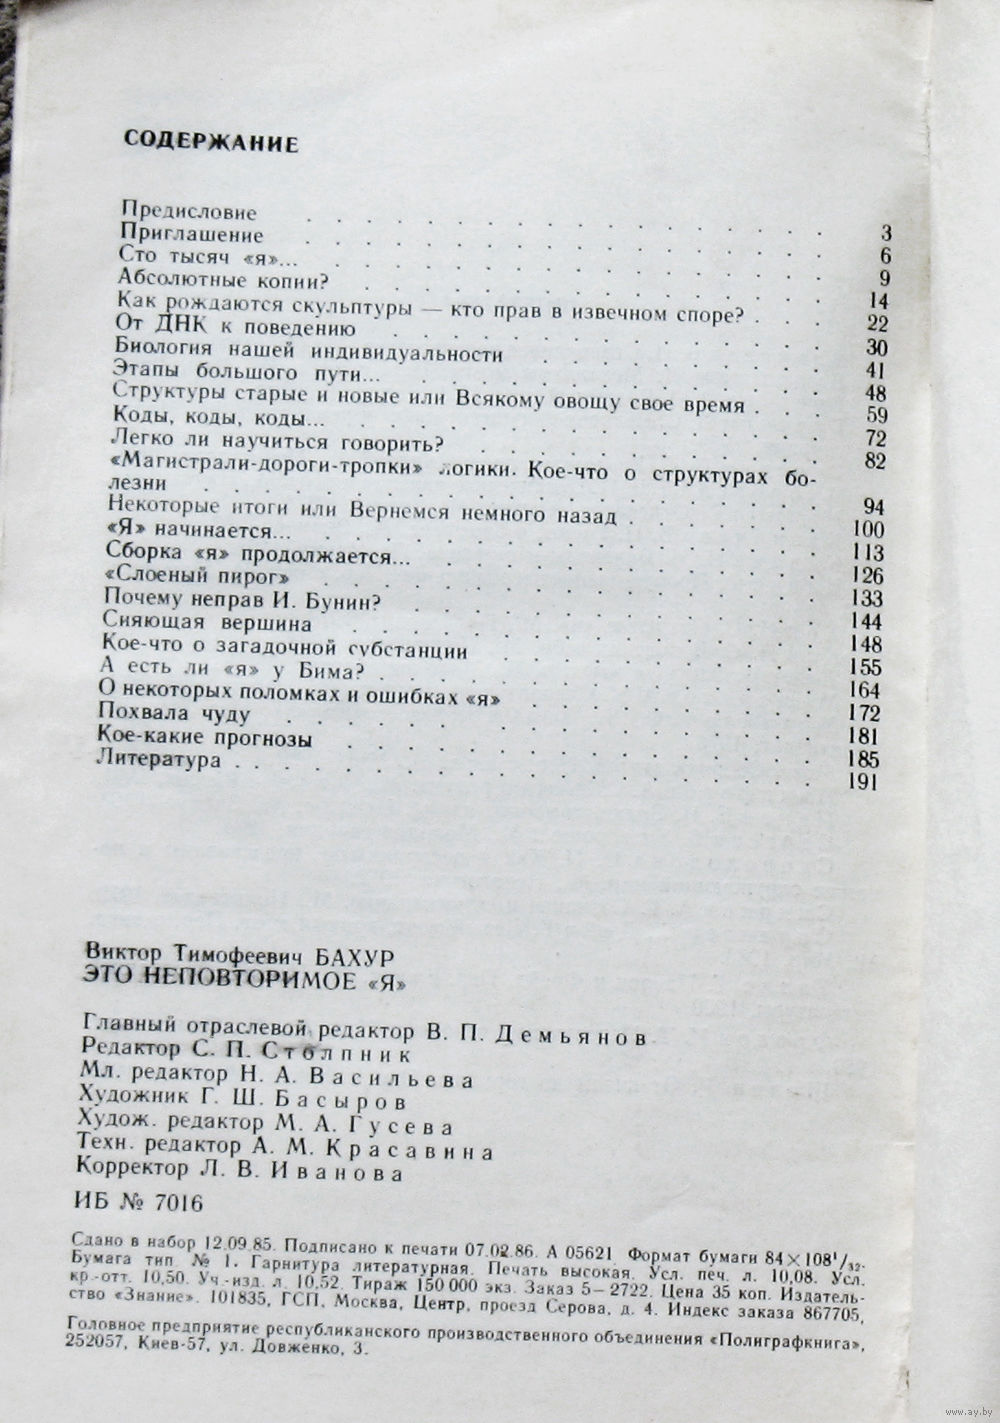 СОДЕРЖАНИЕ
Предисловие . . . . . . . . . . . . . . . . . . 3
Приглашение . . . . . . . . . . . . . . . . . . 6
Сто тысяч «я»... . . . . . . . . . . . . . . . . . 9
Абсолютные копии? . . . . . . . . . . . . . . . . 14
Как рождаются скульптуры — кто прав в извечном споре? . . . 22
От ДНК к поведению . . . . . . . . . . . . . . . 30
Биология нашей индивидуальности . . . . . . . . . . 41
Этапы большого пути... . . . . . . . . . . . . . . 48
Структуры старые и новые или Всякому овощу свое время . . . 59
Коды, коды, коды... . . . . . . . . . . . . . . . . 72
Легко ли научиться говорить? . . . . . . . . . . . . 82
«Магистрали-дороги-тропки» логики. Кое-что о структурах бо-
лезни . . . . . . . . . . . . . . . . . . . . . 94
Некоторые итоги или Вернемся немного назад . . . . . . . 100
«Я» начинается... . . . . . . . . . . . . . . . . . 113
Сборка «я» продолжается... . . . . . . . . . . . . . 126
«Слоеный пирог» . . . . . . . . . . . . . . . . . 133
Почему неправ И. Бунин? . . . . . . . . . . . . . . 144
Сияющая вершина . . . . . . . . . . . . . . . . 148
Кое-что о загадочной субстанции . . . . . . . . . . . 155
А есть ли «я» у Бима? . . . . . . . . . . . . . . . 164
О некоторых поломках и ошибках «я» . . . . . . . . . . 172
Похвала чуду . . . . . . . . . . . . . . . . . . 181
Кое-какие прогнозы . . . . . . . . . . . . . . . . 185
Литература . . . . . . . . . . . . . . . . . . . 191
Виктор Тимофеевич БАХУР
ЭТО НЕПОВТОРИМОЕ «Я»
Главный отраслевой редактор В. П. Демьянов
Редактор С. П. Столпник
Мл. редактор Н. А. Васильева
Художник Г. Ш. Басыров
Худож. редактор М. А. Гусева
Техн. редактор А. М. Красавина
Корректор Л. В. Иванова
ИБ № 7016
Сдано в набор 12.09.85. Подписано к печати 07.02.86. А 05621 Формат бумаги 84×108 1/32.
Бумага тип № 1. Гарнитура литературная. Печать высокая. Усл. печ. л. 10,08. Усл.
кр.-отт. 10,50. Уч.-изд. л 10,52. Тираж 150 000 экз. Заказ 5—2722. Цена 35 коп. Издатель-
ство «Знание». 101835, ГСП, Москва, Центр, проезд Серова, д. 4. Индекс заказа 867705.
Головное предприятие республиканского производственного объединения «Полиграфкнига»,
252057, Киев-57, ул. Довженко, 3.
www.ay.by